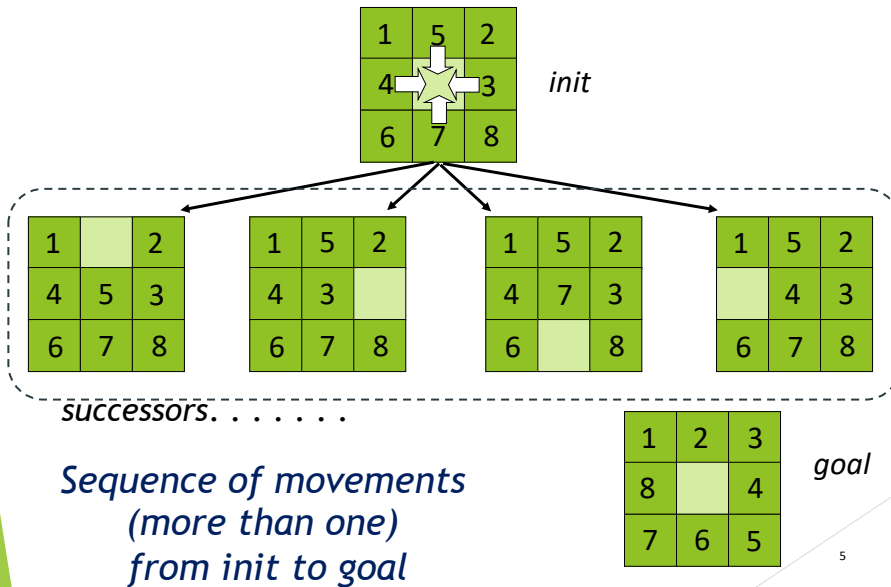 1 5 2
4 3
6 7 8
init
1 2
4 5 3
6 7 8
1 5 2
4 3
6 7 8
1 5 2
4 7 3
6 8
1 5 2
4 3
6 7 8
successors. . . . . . .
1 2 3
8 4
7 6 5
goal
Sequence of movements
(more than one)
from init to goal
5